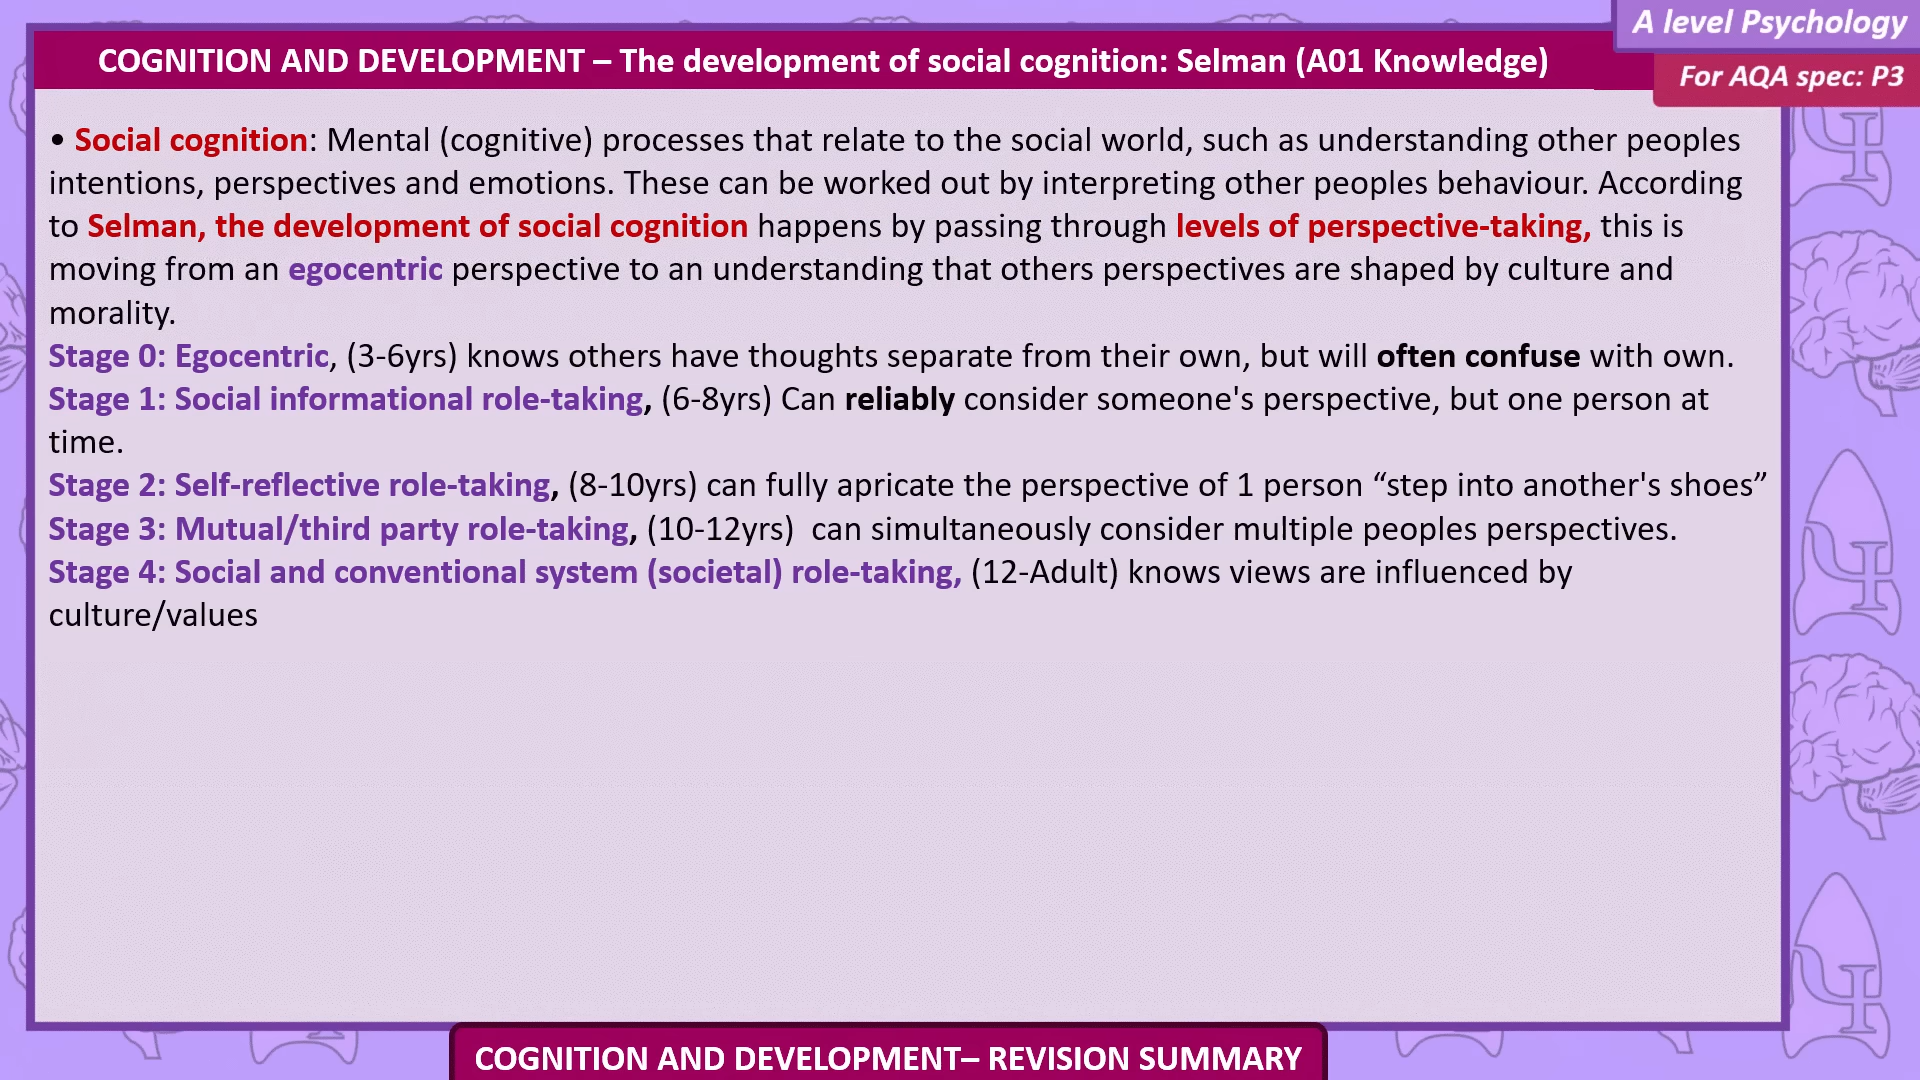 A level Psychology
COGNITION AND DEVELOPMENT – The development of social cognition: Selman (A01 Knowledge)
For AQA spec: P3
• Social cognition: Mental (cognitive) processes that relate to the social world, such as understanding other peoples
intentions, perspectives and emotions. These can be worked out by interpreting other peoples behaviour. According
to Selman, the development of social cognition happens by passing through levels of perspective-taking, this is
moving from an egocentric perspective to an understanding that others perspectives are shaped by culture and
morality.
Stage 0: Egocentric, (3-6yrs) knows others have thoughts separate from their own, but will often confuse with own.
Stage 1: Social informational role-taking, (6-8yrs) Can reliably consider someone's perspective, but one person at
time.
Stage 2: Self-reflective role-taking, (8-10yrs) can fully apricate the perspective of 1 person “step into another's shoes”
Stage 3: Mutual/third party role-taking, (10-12yrs)  can simultaneously consider multiple peoples perspectives.
Stage 4: Social and conventional system (societal) role-taking, (12-Adult) knows views are influenced by
culture/values
COGNITION AND DEVELOPMENT– REVISION SUMMARY